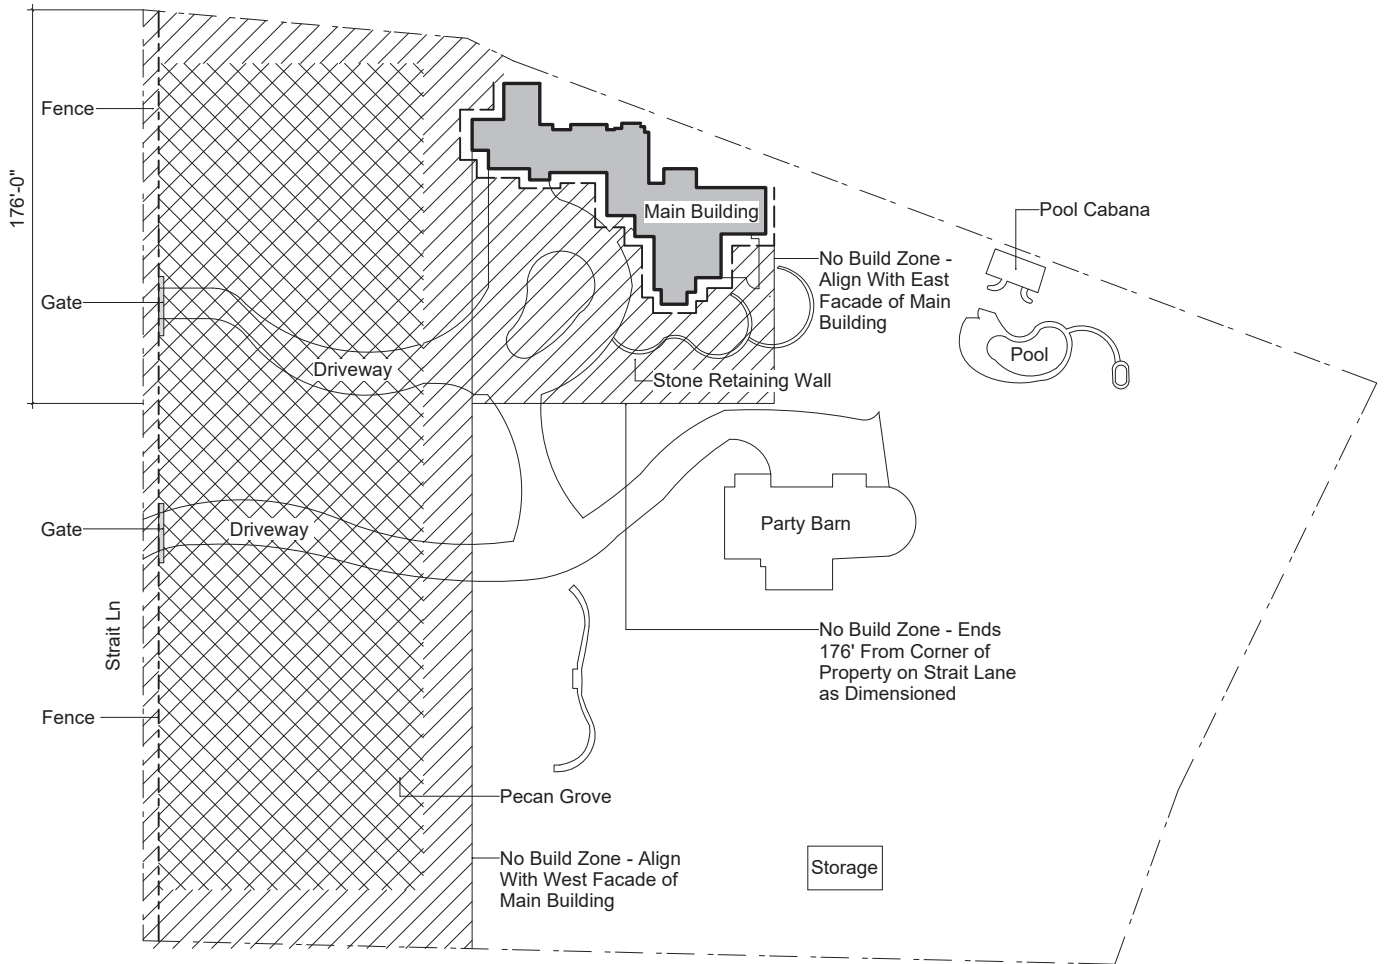 Fence
176'-0"
Main Building
Pool Cabana
No Build Zone -
Align With East
Facade of Main
Building
Gate
Pool
Driveway
Stone Retaining Wall
Gate
Driveway
Party Barn
Strait Ln
No Build Zone - Ends
176' From Corner of
Property on Strait Lane
as Dimensioned
Fence
Pecan Grove
No Build Zone - Align
With West Facade of
Main Building
Storage